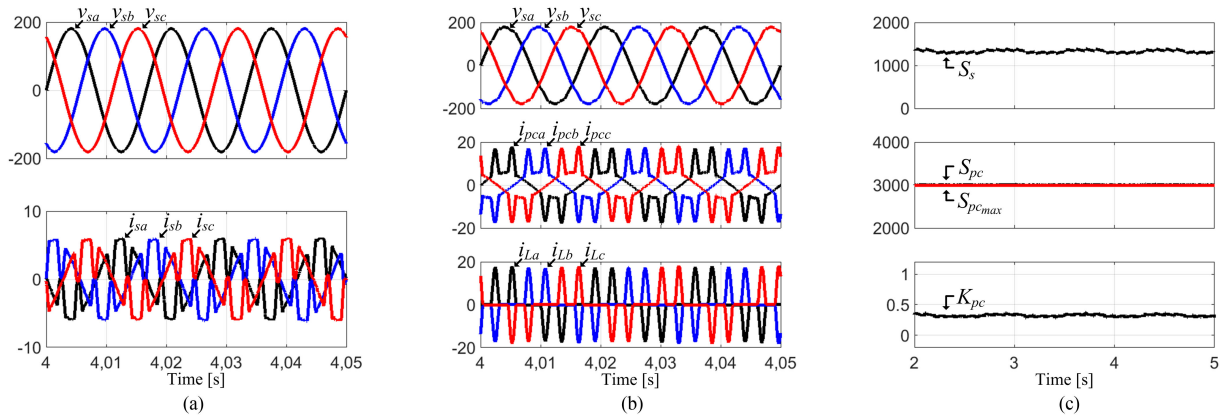 v_sa v_sb v_sc
200
0
-200
i_sa i_sb i_sc
10
0
-10
4 4,01 4,02 4,03 4,04 4,05
Time [s]
(a)
v_sa v_sb v_sc
200
0
-200
i_pca i_pcb i_pcc
20
0
-20
i_La i_Lb i_Lc
20
0
-20
4 4,01 4,02 4,03 4,04 4,05
Time [s]
(b)
2000
1000
0
S_s
4000
3000
2000
S_pc
S_pc_max
1
0.5
0
K_pc
2 3 4 5
Time [s]
(c)